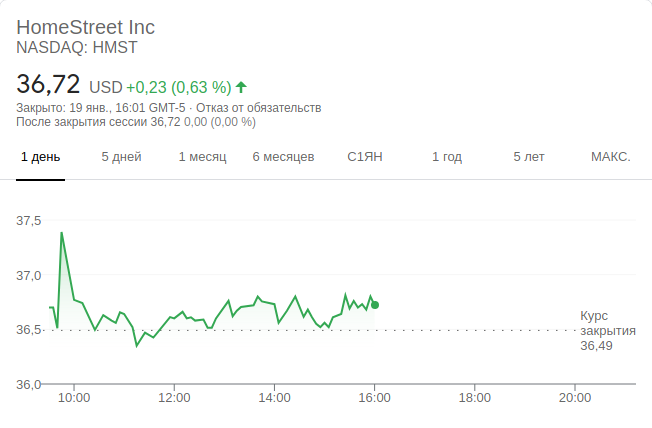 HomeStreet Inc
NASDAQ: HMST
36,72 USD +0,23 (0,63 %)
Закрыто: 19 янв., 16:01 GMT-5 · Отказ от обязательств
После закрытия сессии 36,72 0,00 (0,00 %)
1 день 5 дней 1 месяц 6 месяцев С1ЯН 1 год 5 лет МАКС.
37,5
37,0
36,5
36,0
Курс
закрытия
36,49
10:00 12:00 14:00 16:00 18:00 20:00